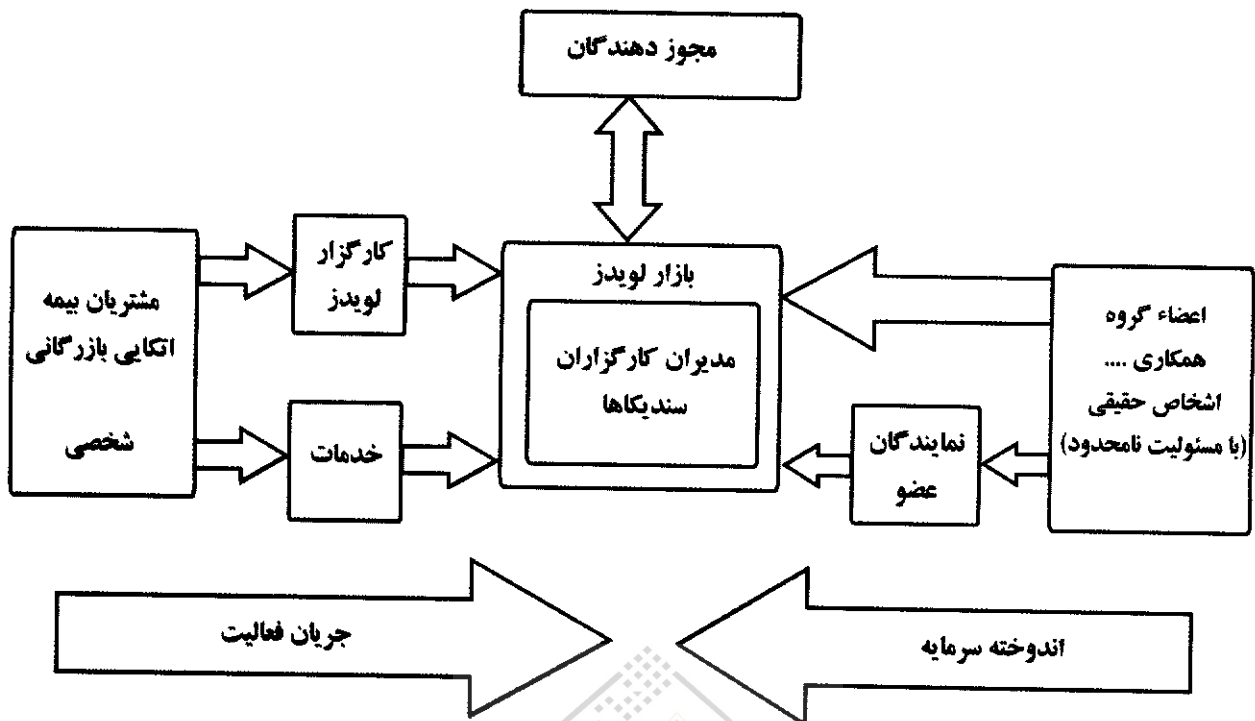 مجوز دهندگان
بازار لویدز
مدیران کارگزاران
سندیکاها
اعضاء گروه
همکاری ....
اشخاص حقیقی
(با مسئولیت نامحدود)
نمایندگان
عضو
کارگزار
لویدز
خدمات
مشتریان بیمه
اتکایی بازرگانی
شخصی
اندوخته سرمایه
جریان فعالیت